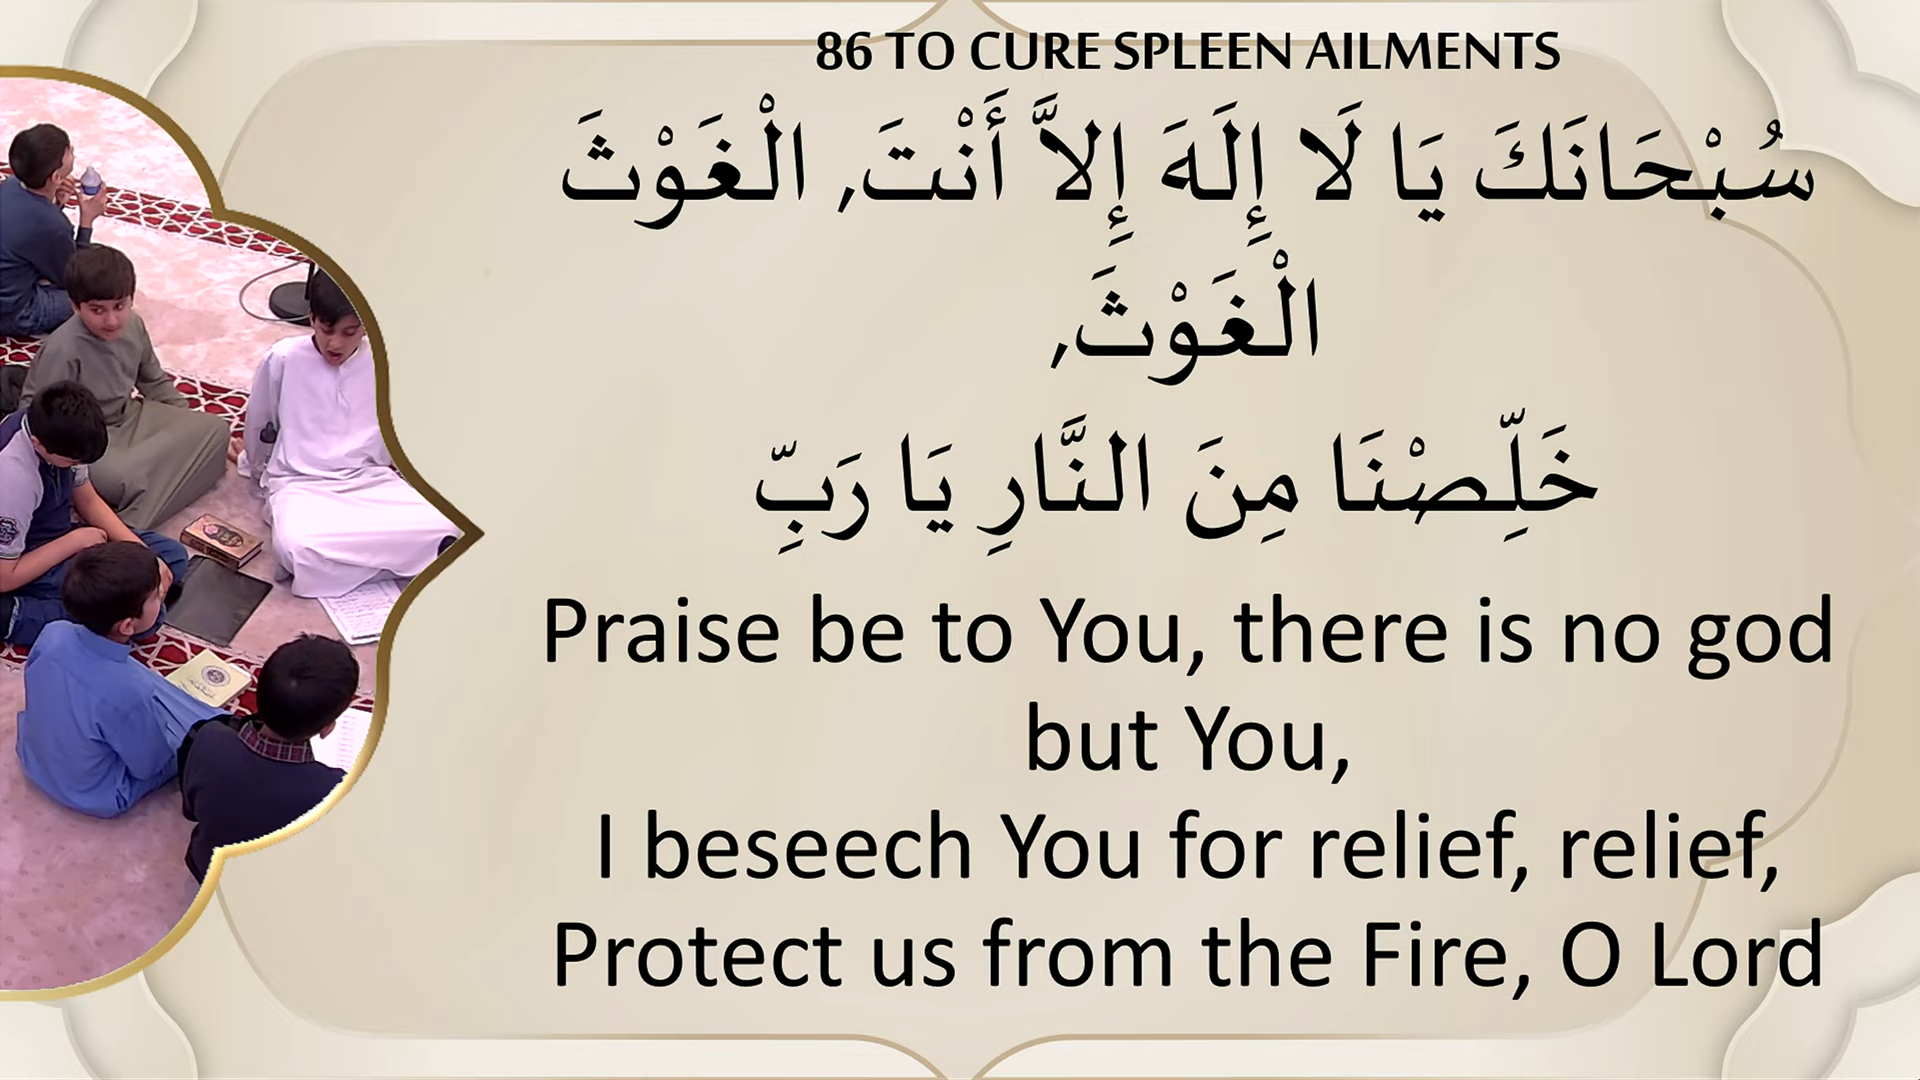 86 TO CURE SPLEEN AILMENTS
سُبْحَانَكَ يَا لَا إِلَهَ إِلاَّ أَنْتَ, الْغَوْثَ
الْغَوْثَ,
خَلِّصْنَا مِنَ النَّارِ يَا رَبِّ
Praise be to You, there is no god
but You,
I beseech You for relief, relief,
Protect us from the Fire, O Lord